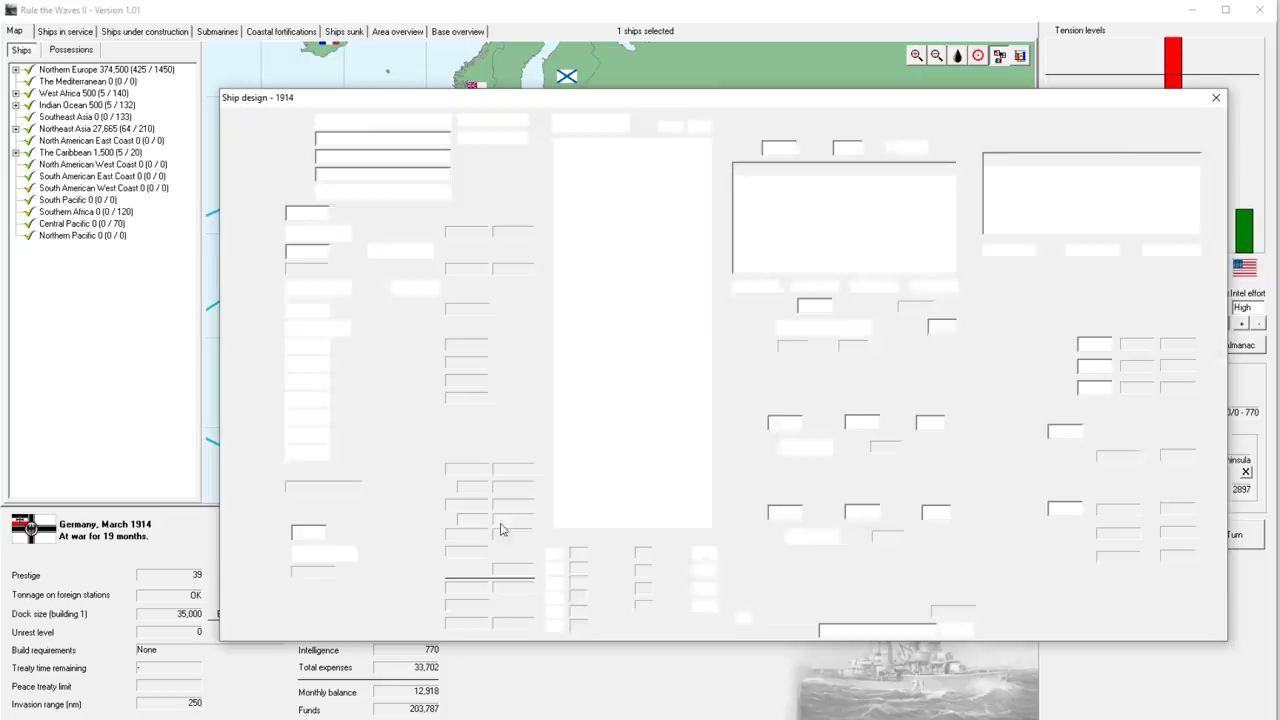 Rule the Waves II - Version 1.01
Map Ships in service Ships under construction Submarines Coastal fortifications Ships sunk Area overview Base overview 1 ships selected
Tension levels
Ships Possessions
Northern Europe 374,500 (425 / 1450)
The Mediterranean 0 (0 / 0)
West Africa 500 (5 / 140)
Indian Ocean 500 (5 / 132)
Southeast Asia 0 (0 / 133)
Northeast Asia 27,665 (64 / 210)
North American East Coast 0 (0 / 0)
The Caribbean 1,500 (5 / 20)
North American West Coast 0 (0 / 0)
South American East Coast 0 (0 / 0)
South American West Coast 0 (0 / 0)
South Pacific 0 (0 / 0)
Southern Africa 0 (0 / 120)
Central Pacific 0 (0 / 70)
Northern Pacific 0 (0 / 0)
Ship design - 1914
Intel effort
High
+ -
almanac
0/0 - 770
insula
X
2897
Turn
Germany, March 1914
At war for 19 months.
Prestige 39
Tonnage on foreign stations OK
Dock size (building 1) 35,000
Unrest level 0
Build requirements None
Treaty time remaining -
Peace treaty limit
Invasion range (nm) 250
Intelligence 770
Total expenses 33,702
Monthly balance 12,918
Funds 203,787